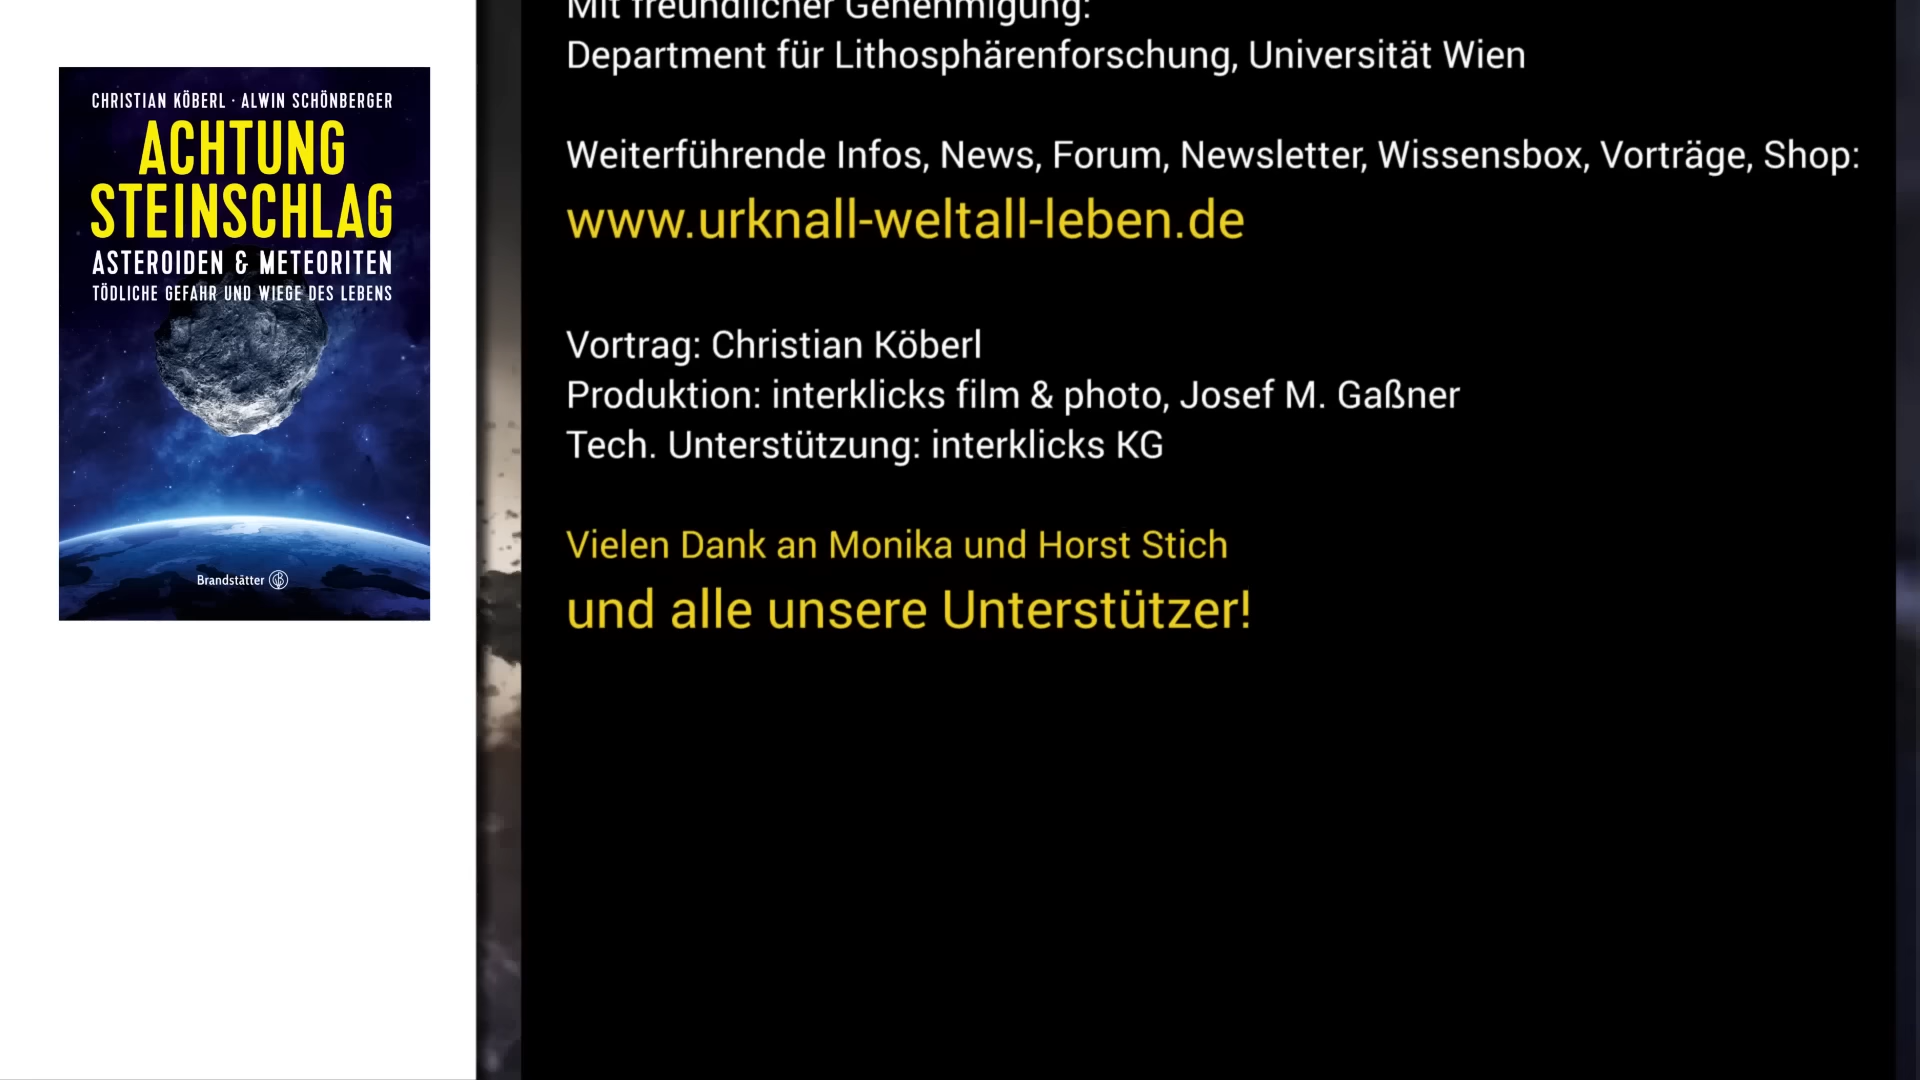 CHRISTIAN KÖBERL · ALWIN SCHÖNBERGER
ACHTUNG
STEINSCHLAG
ASTEROIDEN & METEORITEN
TÖDLICHE GEFAHR UND WIEGE DES LEBENS
Brandstätter
Mit freundlicher Genehmigung:
Department für Lithosphärenforschung, Universität Wien
Weiterführende Infos, News, Forum, Newsletter, Wissensbox, Vorträge, Shop:
www.urknall-weltall-leben.de
Vortrag: Christian Köberl
Produktion: interklicks film & photo, Josef M. Gaßner
Tech. Unterstützung: interklicks KG
Vielen Dank an Monika und Horst Stich
und alle unsere Unterstützer!